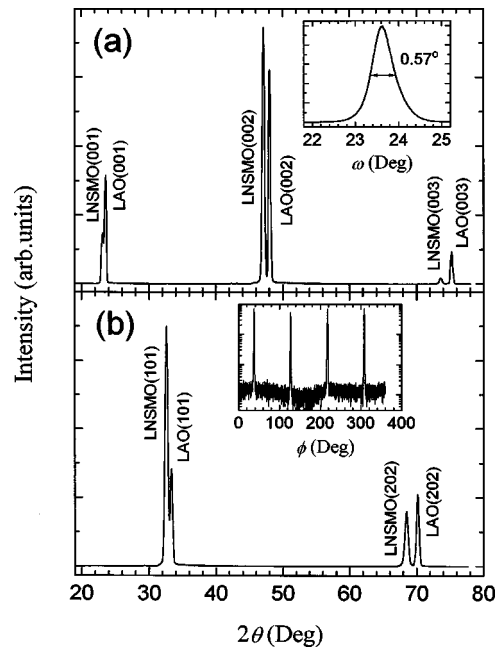 (a)
LNSMO(001)
LAO(001)
LNSMO(002)
LAO(002)
LNSMO(003)
LAO(003)
0.57°
22 23 24 25
ω (Deg)
(b)
LNSMO(101)
LAO(101)
LNSMO(202)
LAO(202)
0 100 200 300 400
ϕ (Deg)
Intensity (arb.units)
20 30 40 50 60 70 80
2θ (Deg)